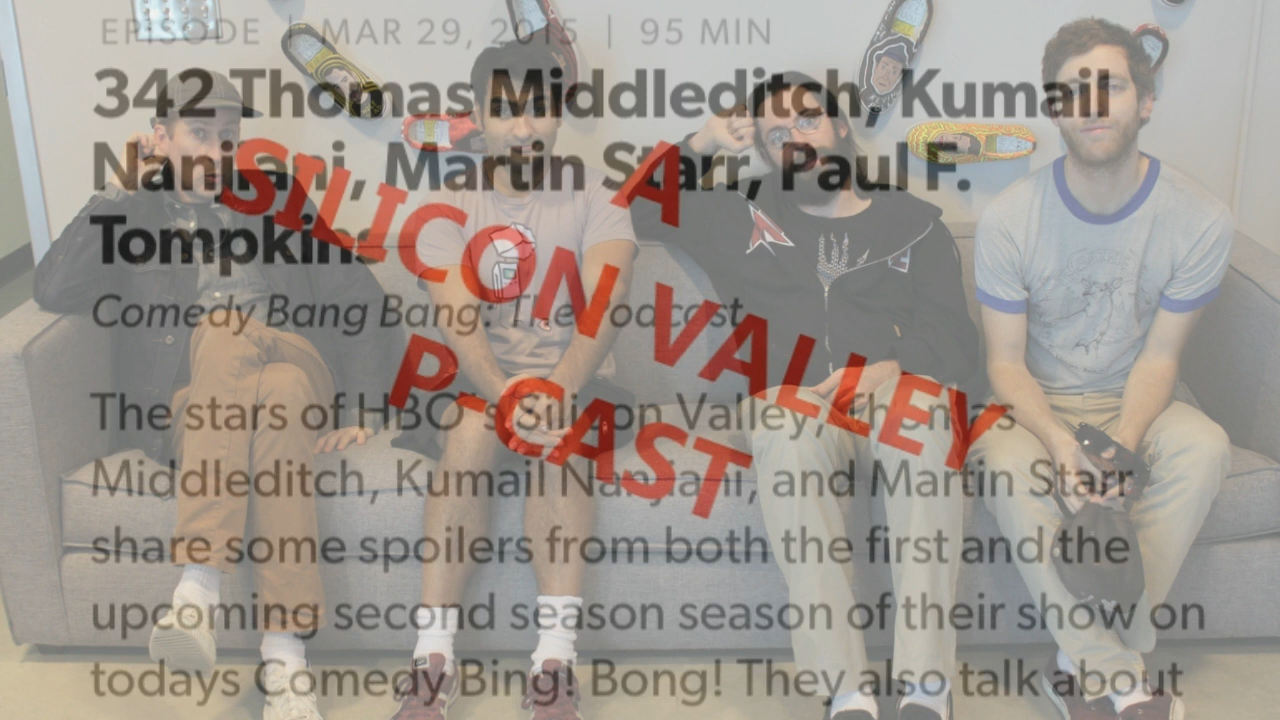 EPISODE | MAR 29, 2015 | 95 MIN
342 Thomas Middleditch, Kumail
Nanjiani, Martin Starr, Paul F.
Tompkins
Comedy Bang Bang: The Podcast
The stars of HBO's Silicon Valley, Thomas
Middleditch, Kumail Nanjiani, and Martin Starr
share some spoilers from both the first and the
upcoming second season season of their show on
todays Comedy Bing! Bong! They also talk about
A
SILICON VALLEY
P-CAST